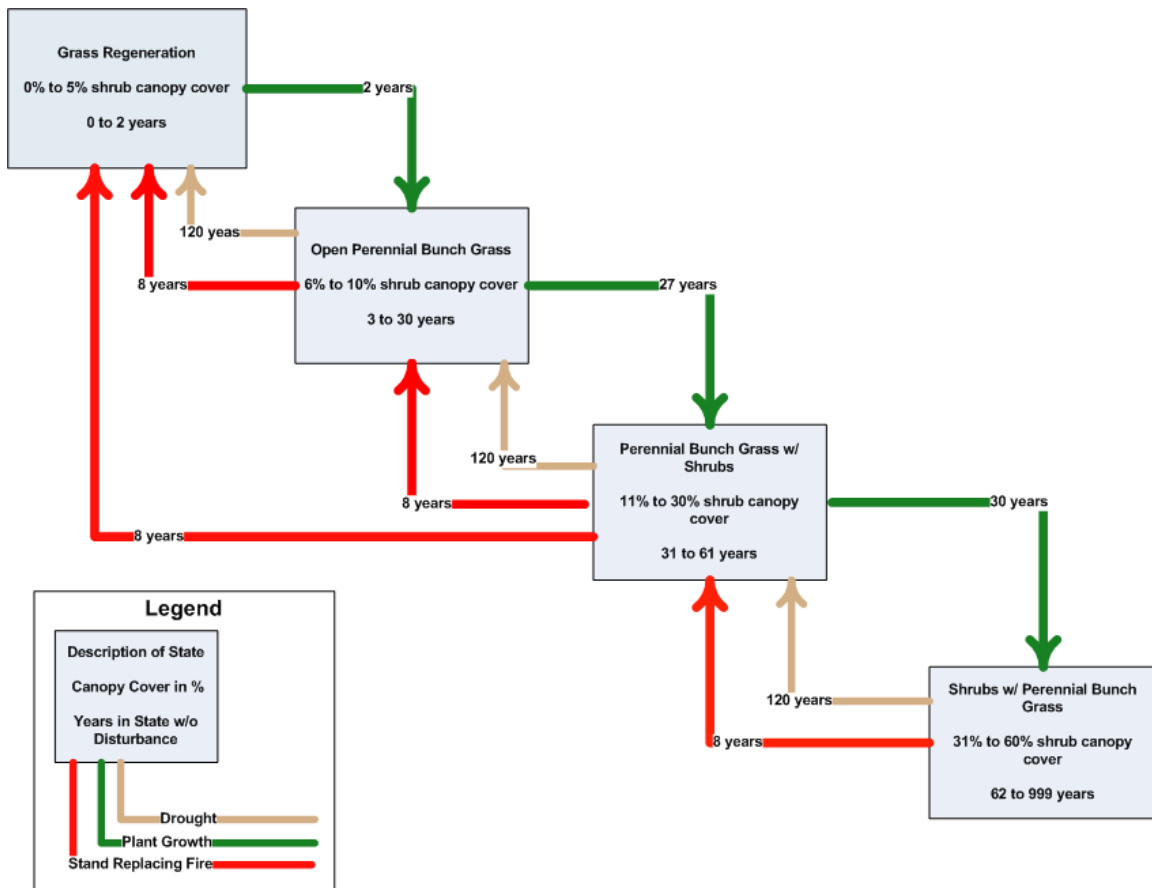 Grass Regeneration
0% to 5% shrub canopy cover
0 to 2 years
2 years
120 yeas
8 years
Open Perennial Bunch Grass
6% to 10% shrub canopy cover
3 to 30 years
27 years
120 years
8 years
8 years
Perennial Bunch Grass w/
Shrubs
11% to 30% shrub canopy
cover
31 to 61 years
30 years
120 years
8 years
Shrubs w/ Perennial Bunch
Grass
31% to 60% shrub canopy
cover
62 to 999 years
Legend
Description of State
Canopy Cover in %
Years in State w/o
Disturbance
Drought
Plant Growth
Stand Replacing Fire